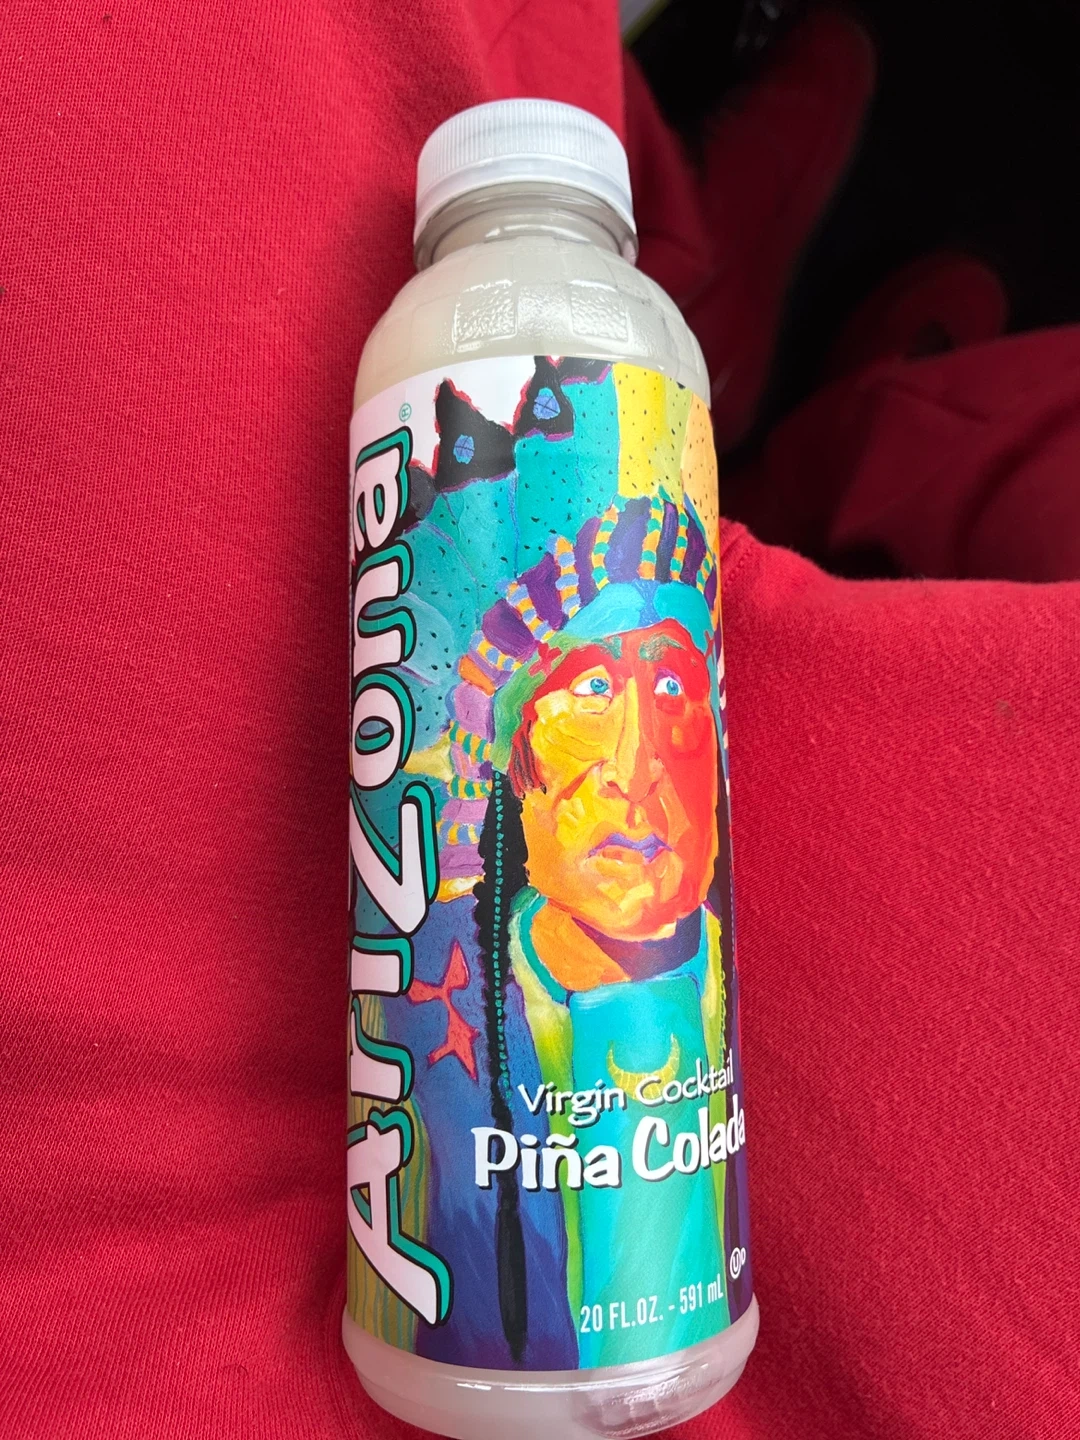 AriZona®
Virgin Cocktail
Piña Colada
20 FL.OZ. - 591 mL